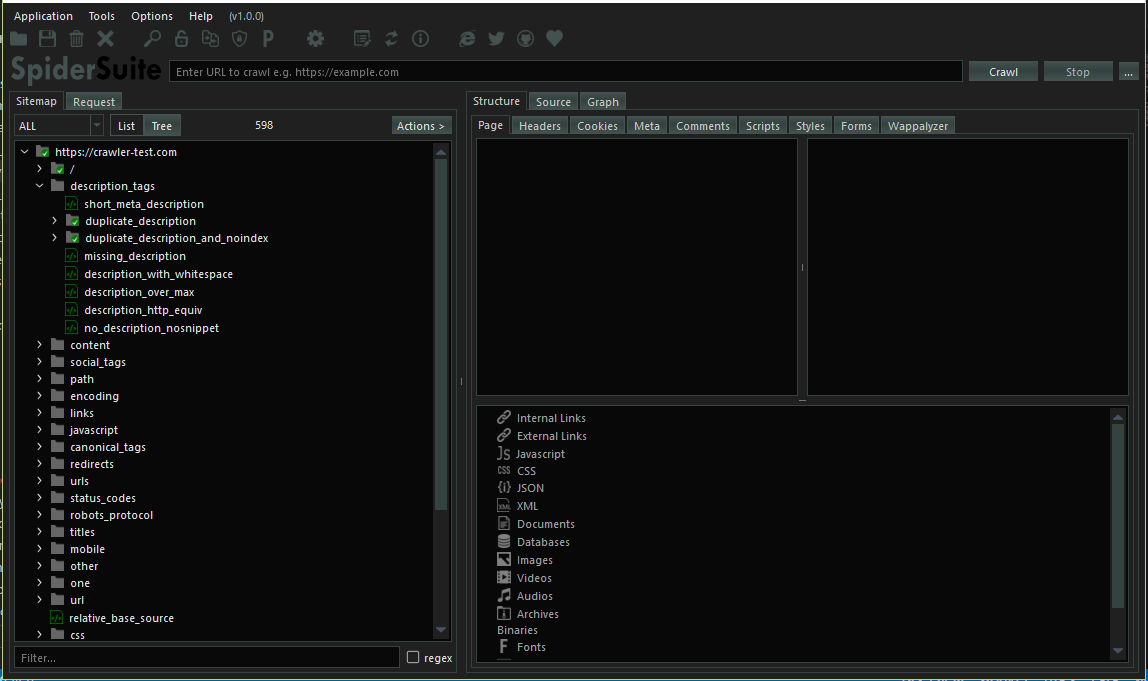 Application Tools Options Help (v1.0.0)
SpiderSuite Enter URL to crawl e.g. https://example.com Crawl Stop ...
Sitemap Request
ALL List Tree 598 Actions >
https://crawler-test.com
/
description_tags
short_meta_description
duplicate_description
duplicate_description_and_noindex
missing_description
description_with_whitespace
description_over_max
description_http_equiv
no_description_nosnippet
content
social_tags
path
encoding
links
javascript
canonical_tags
redirects
urls
status_codes
robots_protocol
titles
mobile
other
one
url
relative_base_source
css
Filter... regex
Structure Source Graph
Page Headers Cookies Meta Comments Scripts Styles Forms Wappalyzer
Internal Links
External Links
JS Javascript
CSS CSS
{i} JSON
XML XML
Documents
Databases
Images
Videos
Audios
Archives
Binaries
F Fonts